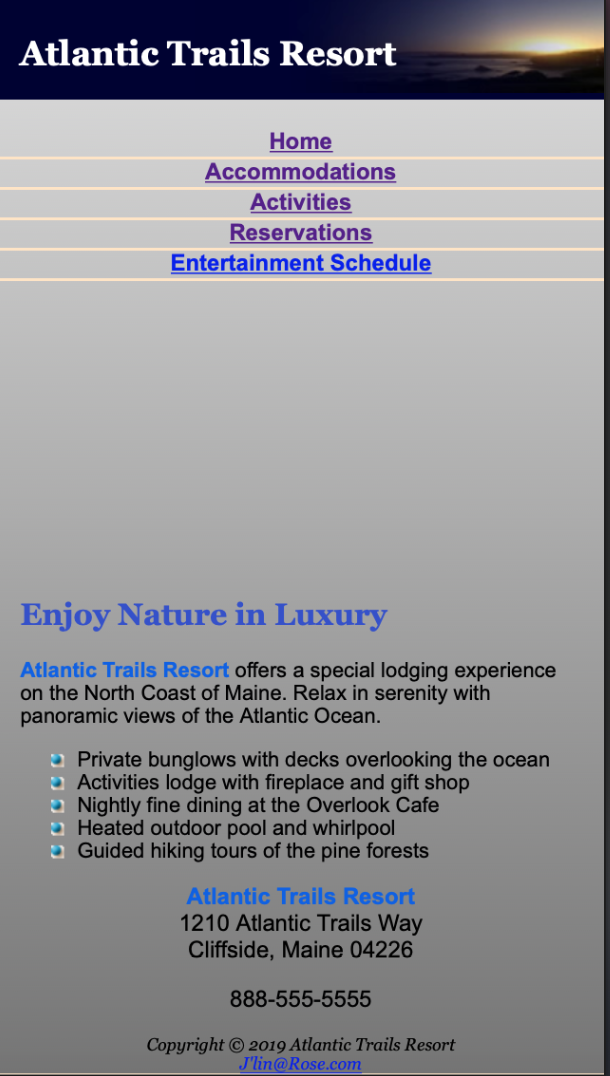 Atlantic Trails Resort
Home
Accommodations
Activities
Reservations
Entertainment Schedule
Enjoy Nature in Luxury
Atlantic Trails Resort offers a special lodging experience
on the North Coast of Maine. Relax in serenity with
panoramic views of the Atlantic Ocean.
Private bunglows with decks overlooking the ocean
Activities lodge with fireplace and gift shop
Nightly fine dining at the Overlook Cafe
Heated outdoor pool and whirlpool
Guided hiking tours of the pine forests
Atlantic Trails Resort
1210 Atlantic Trails Way
Cliffside, Maine 04226
888-555-5555
Copyright © 2019 Atlantic Trails Resort
J'lin@Rose.com